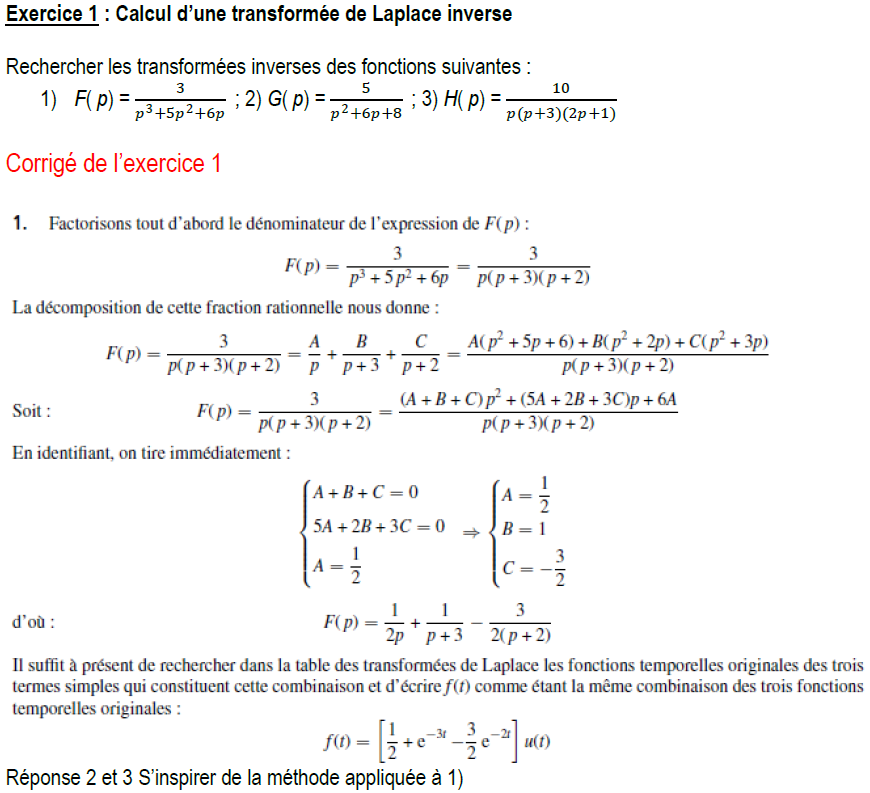 Exercice 1 : Calcul d'une transformée de Laplace inverse
Rechercher les transformées inverses des fonctions suivantes :
1) F( p) = 3/(p³+5p²+6p) ; 2) G( p) = 5/(p²+6p+8) ; 3) H( p) = 10/(p(p+3)(2p+1))
Corrigé de l'exercice 1
1. Factorisons tout d'abord le dénominateur de l'expression de F(p) :
F(p) = 3/(p³ + 5p² + 6p) = 3/(p(p + 3)(p + 2))
La décomposition de cette fraction rationnelle nous donne :
F(p) = 3/(p(p + 3)(p + 2)) = A/p + B/(p + 3) + C/(p + 2) = (A(p² + 5p + 6) + B(p² + 2p) + C(p² + 3p))/(p(p + 3)(p + 2))
Soit : F(p) = 3/(p(p + 3)(p + 2)) = ((A + B + C)p² + (5A + 2B + 3C)p + 6A)/(p(p + 3)(p + 2))
En identifiant, on tire immédiatement :
{ A + B + C = 0 ; 5A + 2B + 3C = 0 ; A = 1/2 ⇒ { A = 1/2 ; B = 1 ; C = −3/2
d'où : F(p) = 1/(2p) + 1/(p + 3) − 3/(2(p + 2))
Il suffit à présent de rechercher dans la table des transformées de Laplace les fonctions temporelles originales des trois
termes simples qui constituent cette combinaison et d'écrire f(t) comme étant la même combinaison des trois fonctions
temporelles originales :
f(t) = [1/2 + e⁻³ᵗ − 3/2 e⁻²ᵗ] u(t)
Réponse 2 et 3 S'inspirer de la méthode appliquée à 1)